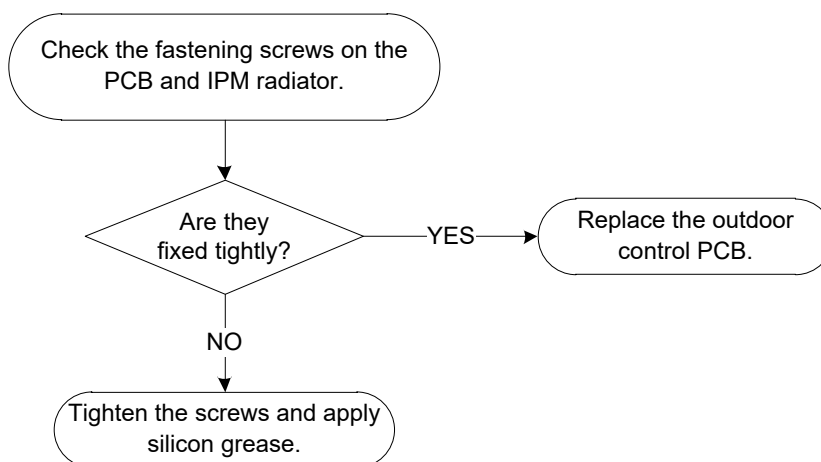 Check the fastening screws on the
PCB and IPM radiator.
Are they
fixed tightly?
YES
Replace the outdoor
control PCB.
NO
Tighten the screws and apply
silicon grease.